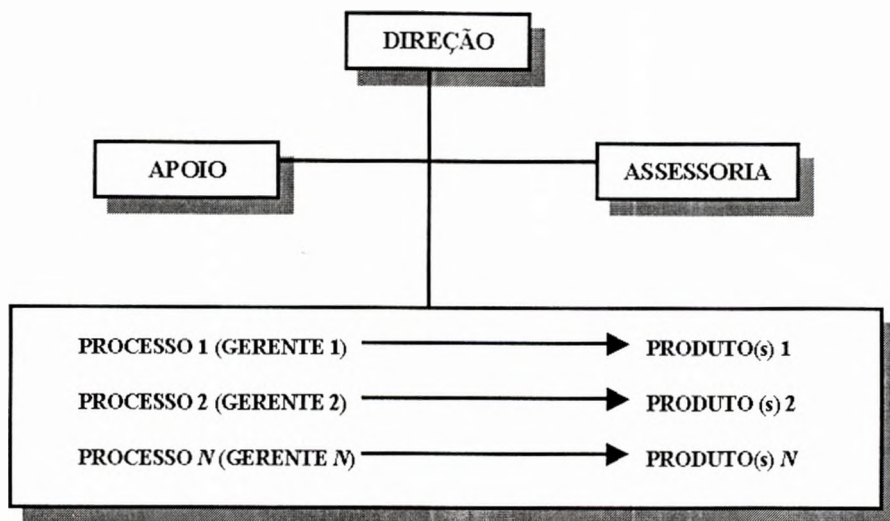 DIREÇÃO
APOIO
ASSESSORIA
PROCESSO 1 (GERENTE 1) PRODUTO(s) 1
PROCESSO 2 (GERENTE 2) PRODUTO (s) 2
PROCESSO N (GERENTE N) PRODUTO(s) N